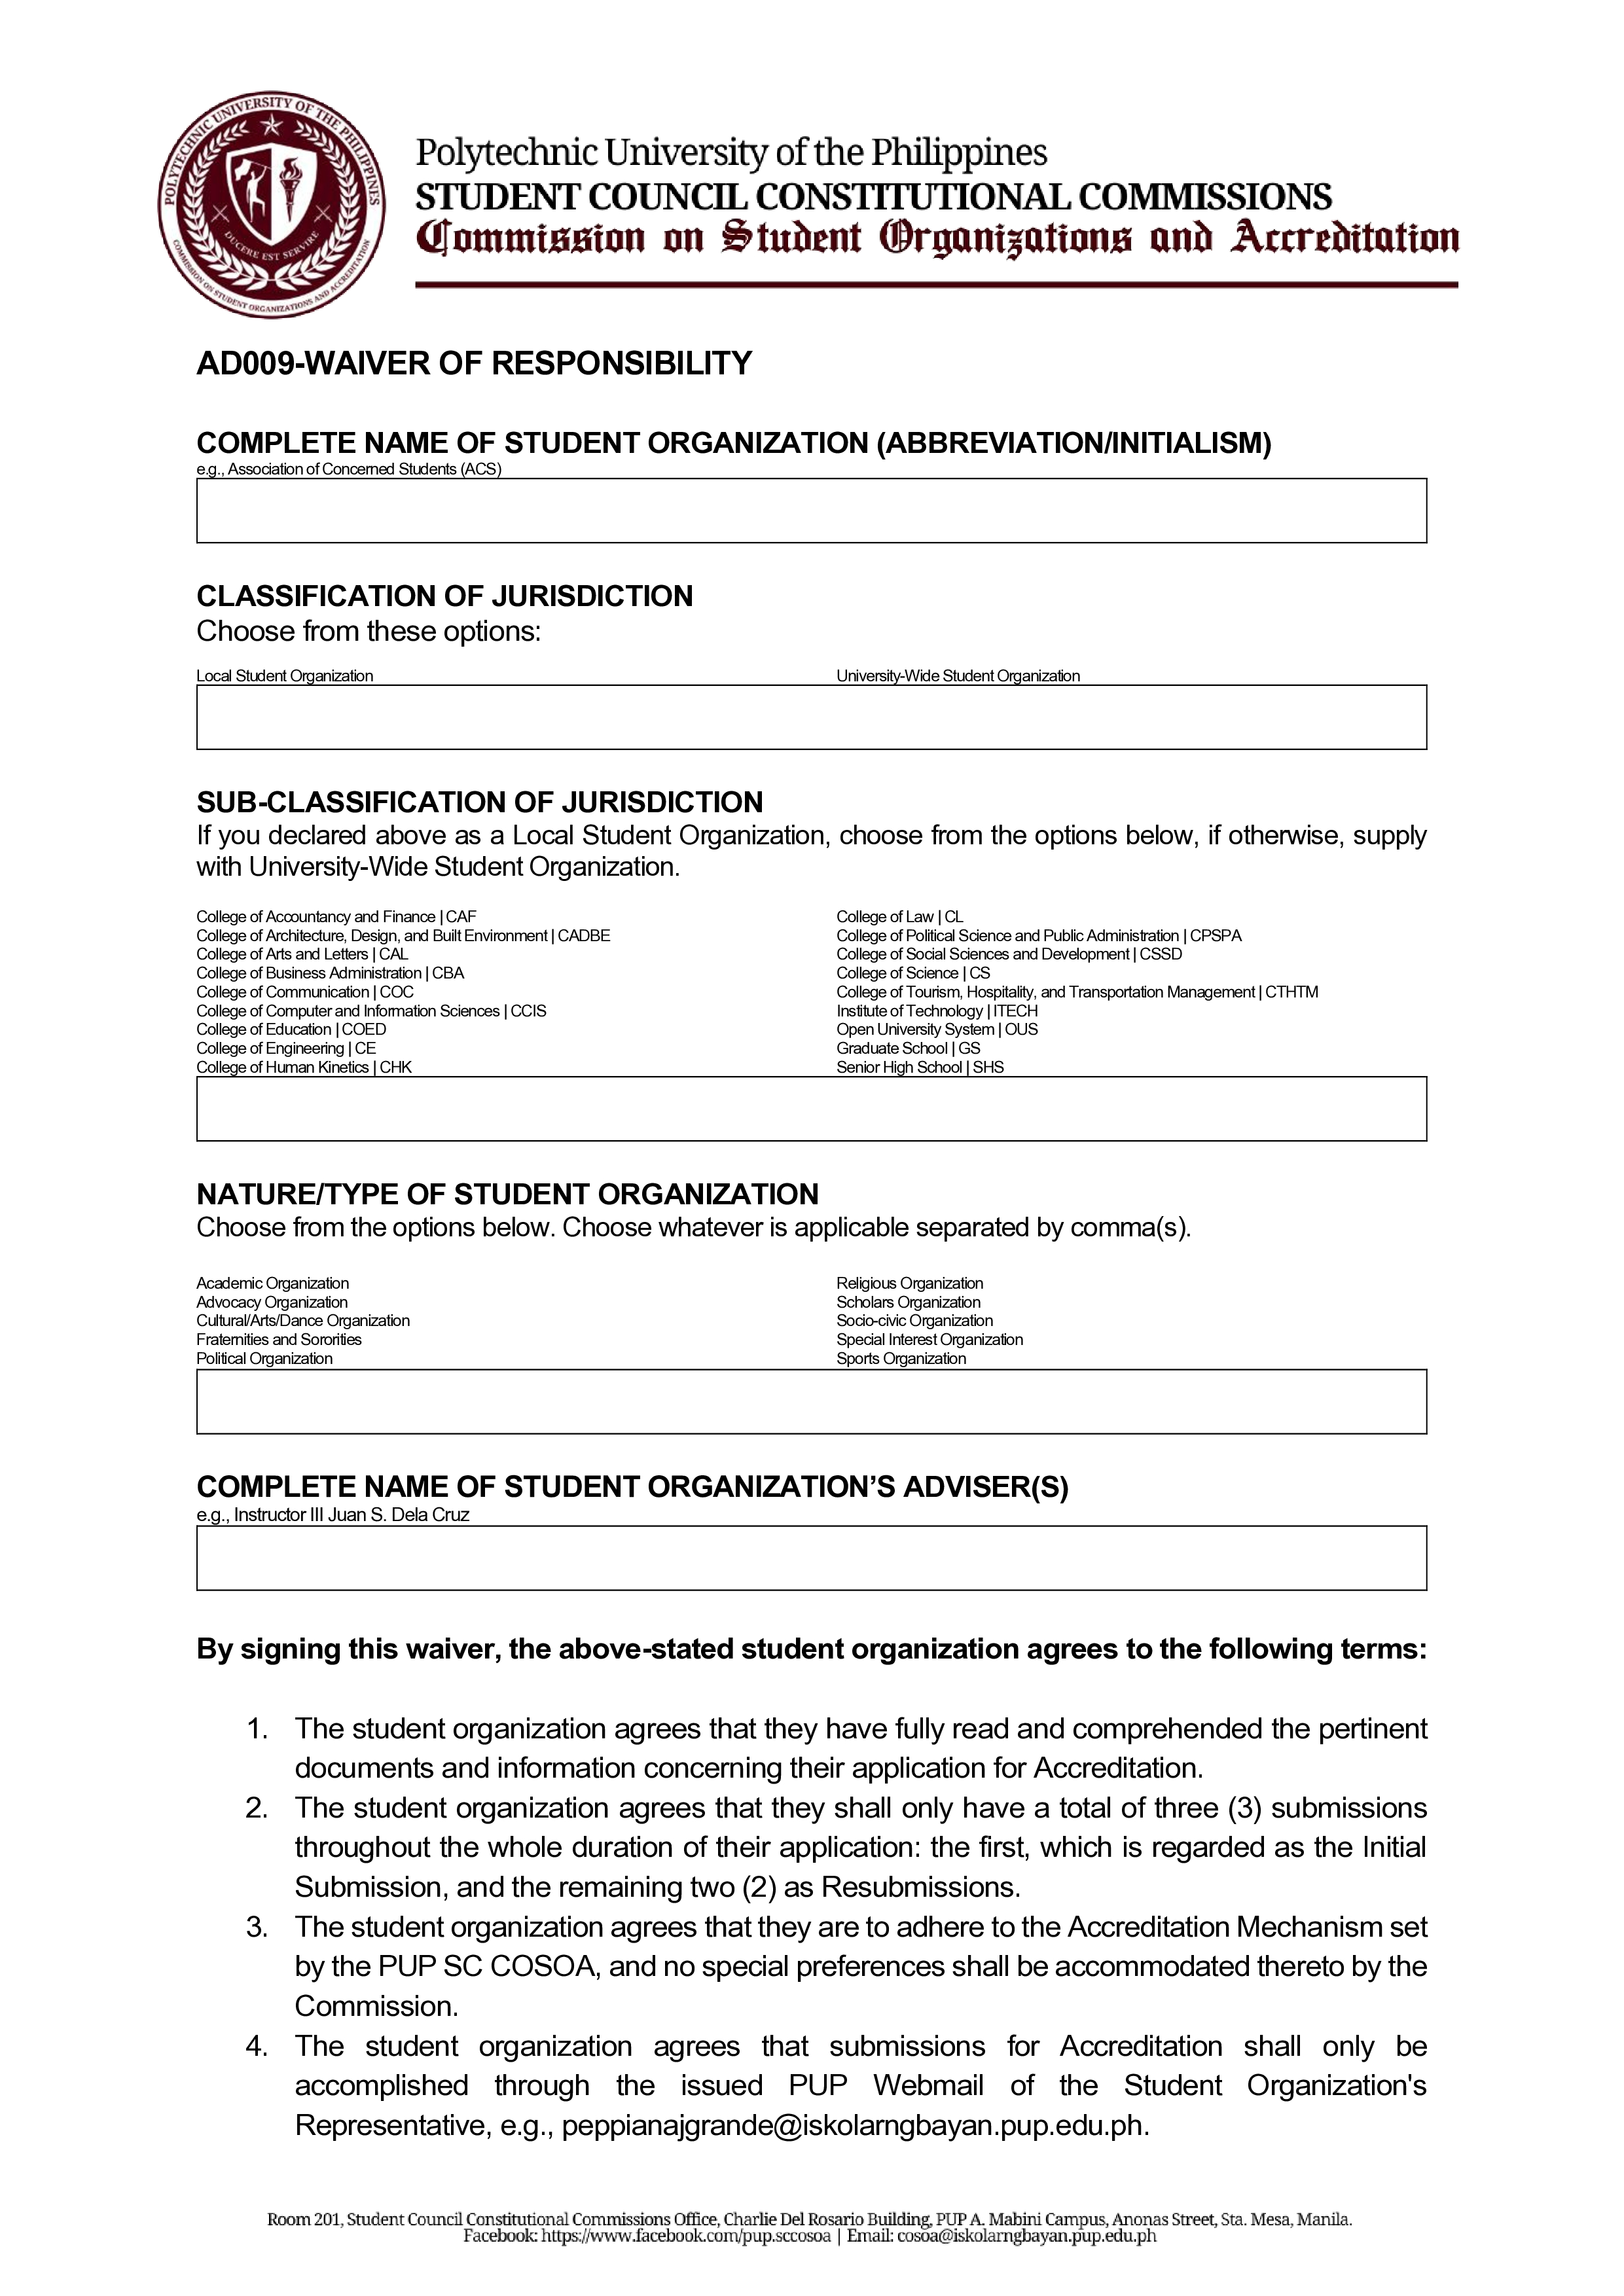 POLYTECHNIC UNIVERSITY OF THE PHILIPPINES
DUCERE EST SERVIRE
COMMISSION ON STUDENT ORGANIZATIONS AND ACCREDITATION
Polytechnic University of the Philippines
STUDENT COUNCIL CONSTITUTIONAL COMMISSIONS
Commission on Student Organizations and Accreditation
AD009-WAIVER OF RESPONSIBILITY
COMPLETE NAME OF STUDENT ORGANIZATION (ABBREVIATION/INITIALISM)
e.g., Association of Concerned Students (ACS)
CLASSIFICATION OF JURISDICTION
Choose from these options:
Local Student Organization
University-Wide Student Organization
SUB-CLASSIFICATION OF JURISDICTION
If you declared above as a Local Student Organization, choose from the options below, if otherwise, supply
with University-Wide Student Organization.
College of Accountancy and Finance | CAF
College of Architecture, Design, and Built Environment | CADBE
College of Arts and Letters | CAL
College of Business Administration | CBA
College of Communication | COC
College of Computer and Information Sciences | CCIS
College of Education | COED
College of Engineering | CE
College of Human Kinetics | CHK
College of Law | CL
College of Political Science and Public Administration | CPSPA
College of Social Sciences and Development | CSSD
College of Science | CS
College of Tourism, Hospitality, and Transportation Management | CTHTM
Institute of Technology | ITECH
Open University System | OUS
Graduate School | GS
Senior High School | SHS
NATURE/TYPE OF STUDENT ORGANIZATION
Choose from the options below. Choose whatever is applicable separated by comma(s).
Academic Organization
Advocacy Organization
Cultural/Arts/Dance Organization
Fraternities and Sororities
Political Organization
Religious Organization
Scholars Organization
Socio-civic Organization
Special Interest Organization
Sports Organization
COMPLETE NAME OF STUDENT ORGANIZATION’S ADVISER(S)
e.g., Instructor III Juan S. Dela Cruz
By signing this waiver, the above-stated student organization agrees to the following terms:
1. The student organization agrees that they have fully read and comprehended the pertinent
documents and information concerning their application for Accreditation.
2. The student organization agrees that they shall only have a total of three (3) submissions
throughout the whole duration of their application: the first, which is regarded as the Initial
Submission, and the remaining two (2) as Resubmissions.
3. The student organization agrees that they are to adhere to the Accreditation Mechanism set
by the PUP SC COSOA, and no special preferences shall be accommodated thereto by the
Commission.
4. The student organization agrees that submissions for Accreditation shall only be
accomplished through the issued PUP Webmail of the Student Organization's
Representative, e.g., peppianajgrande@iskolarngbayan.pup.edu.ph.
Room 201, Student Council Constitutional Commissions Office, Charlie Del Rosario Building, PUP A. Mabini Campus, Anonas Street, Sta. Mesa, Manila.
Facebook: https://www.facebook.com/pup.sccosoa | Email: cosoa@iskolarngbayan.pup.edu.ph